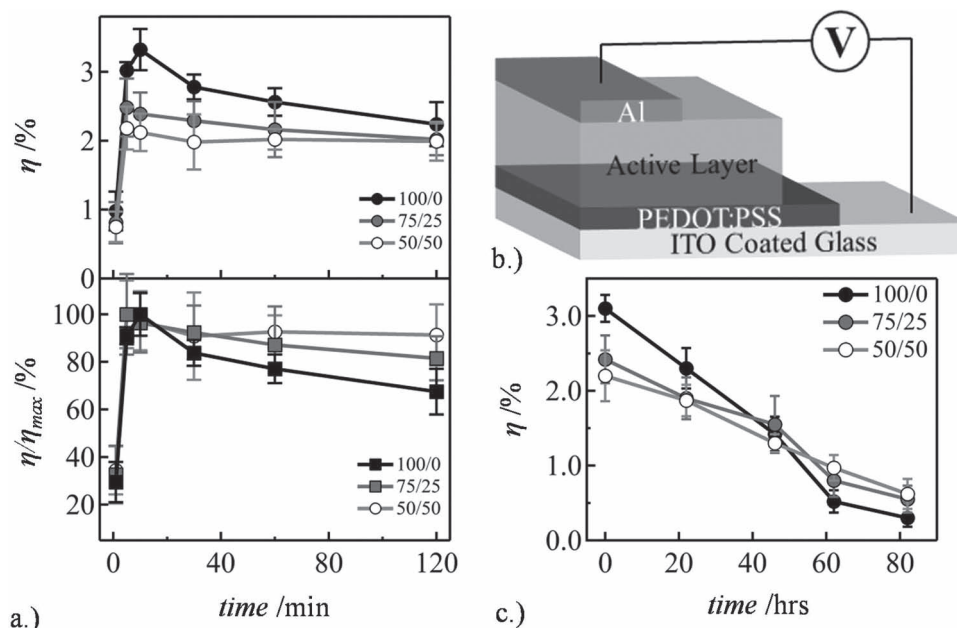 3
2
1
0
η /%
100/0
75/25
50/50
100
80
60
40
20
η/ηmax /%
100/0
75/25
50/50
0 40 80 120
time /min
a.)
V
Al
Active Layer
PEDOT:PSS
ITO Coated Glass
b.)
3.0
2.0
1.0
0.0
η /%
100/0
75/25
50/50
0 20 40 60 80
time /hrs
c.)